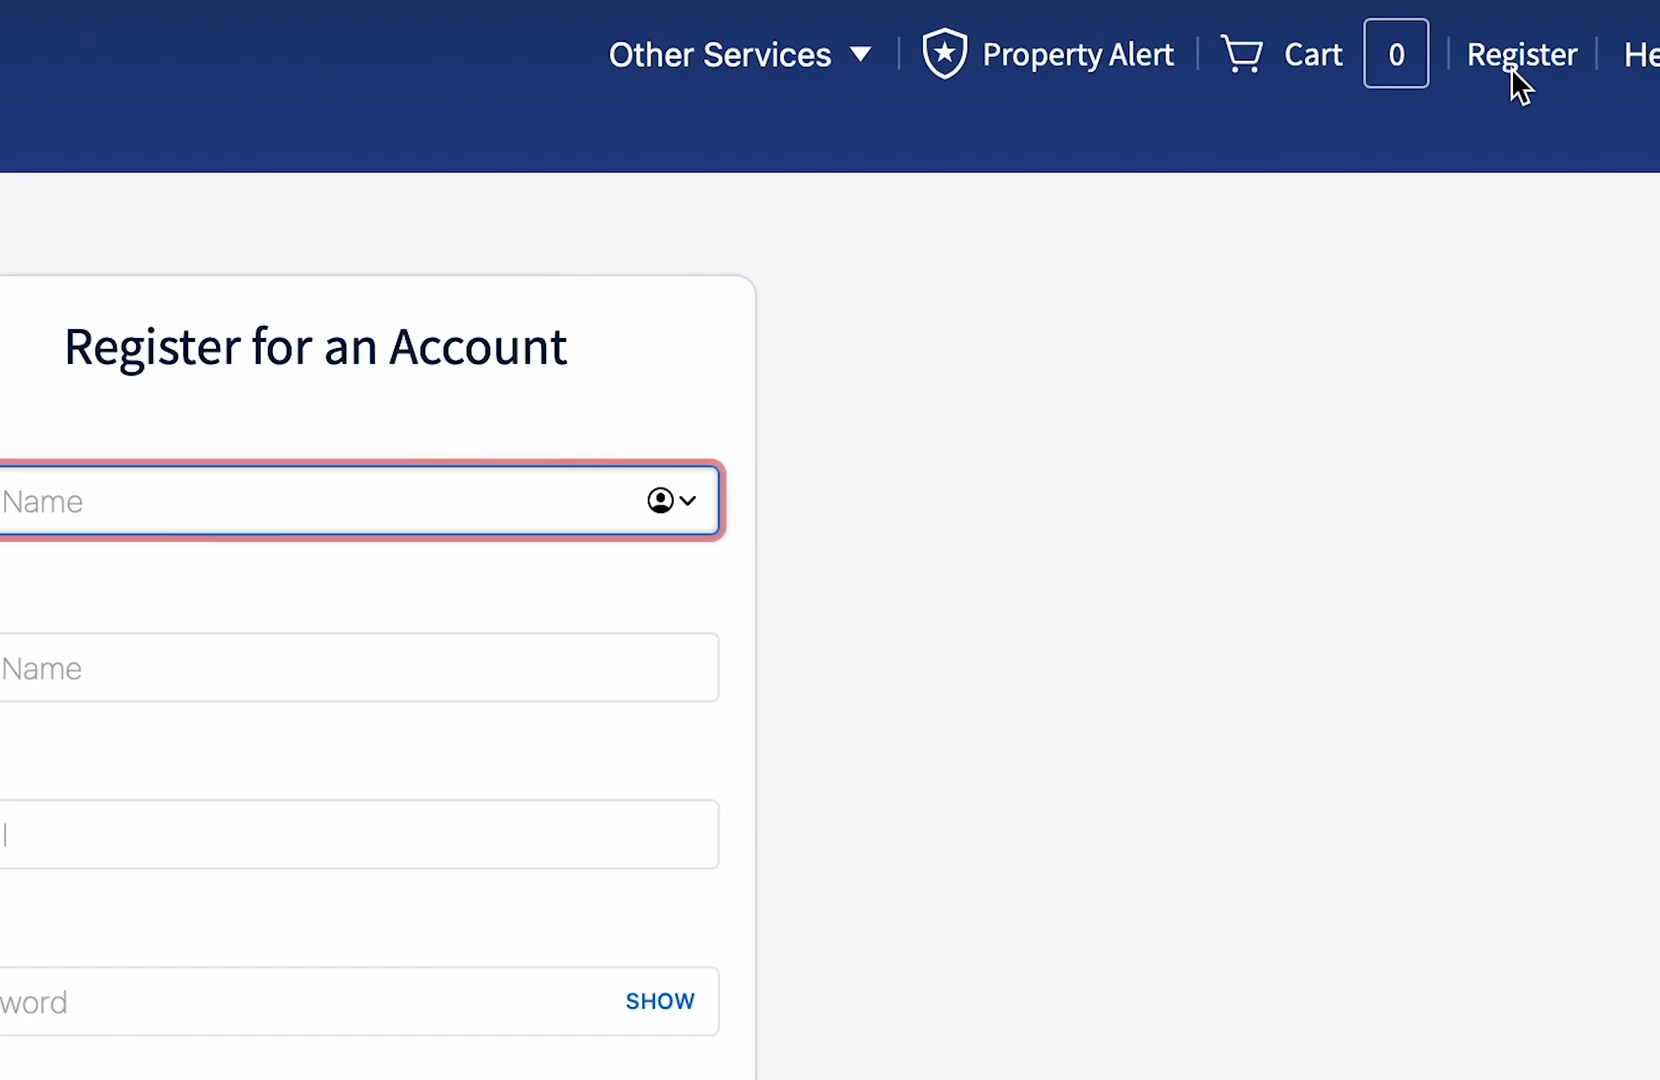 Other Services Property Alert Cart 0 Register He
Register for an Account
Name
Name
l
word SHOW